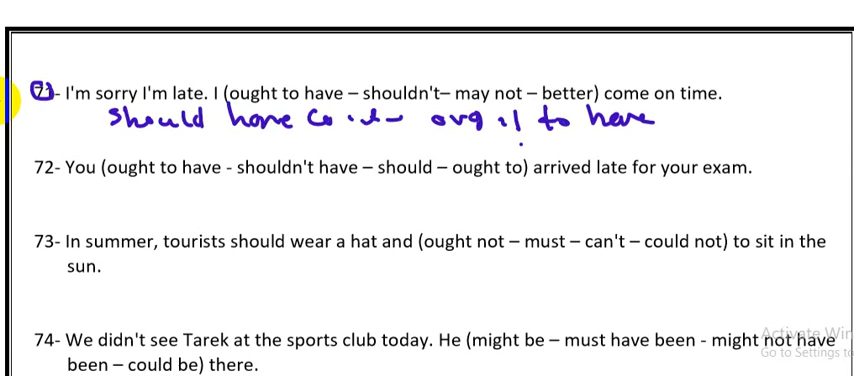 71- I'm sorry I'm late. I (ought to have – shouldn't– may not – better) come on time.
should have to have
72- You (ought to have - shouldn't have – should – ought to) arrived late for your exam.
73- In summer, tourists should wear a hat and (ought not – must – can't – could not) to sit in the
sun.
74- We didn't see Tarek at the sports club today. He (might be – must have been - might not have
been – could be) there.
Activate Win
Go to Settings to